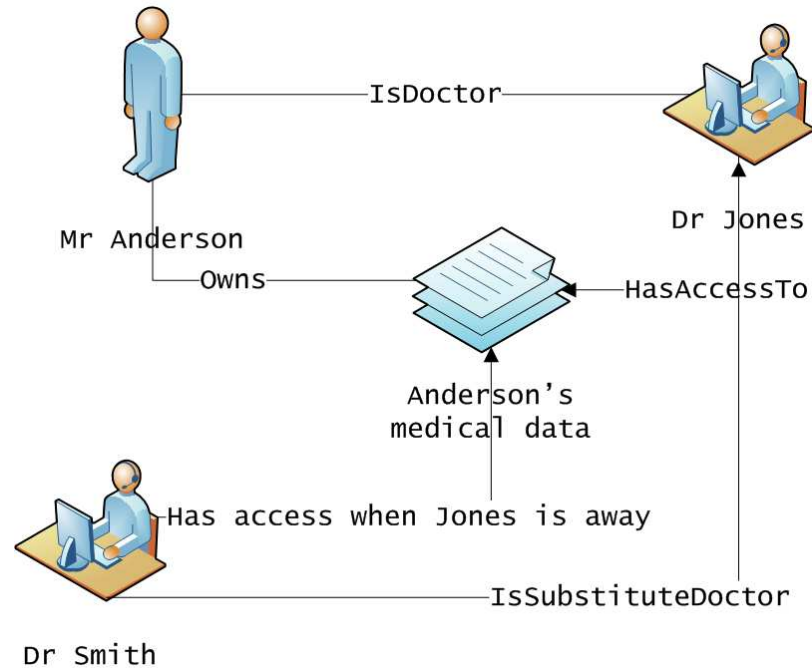 IsDoctor
Mr Anderson
Dr Jones
Owns
HasAccessTo
Anderson’s
medical data
Has access when Jones is away
IsSubstituteDoctor
Dr Smith